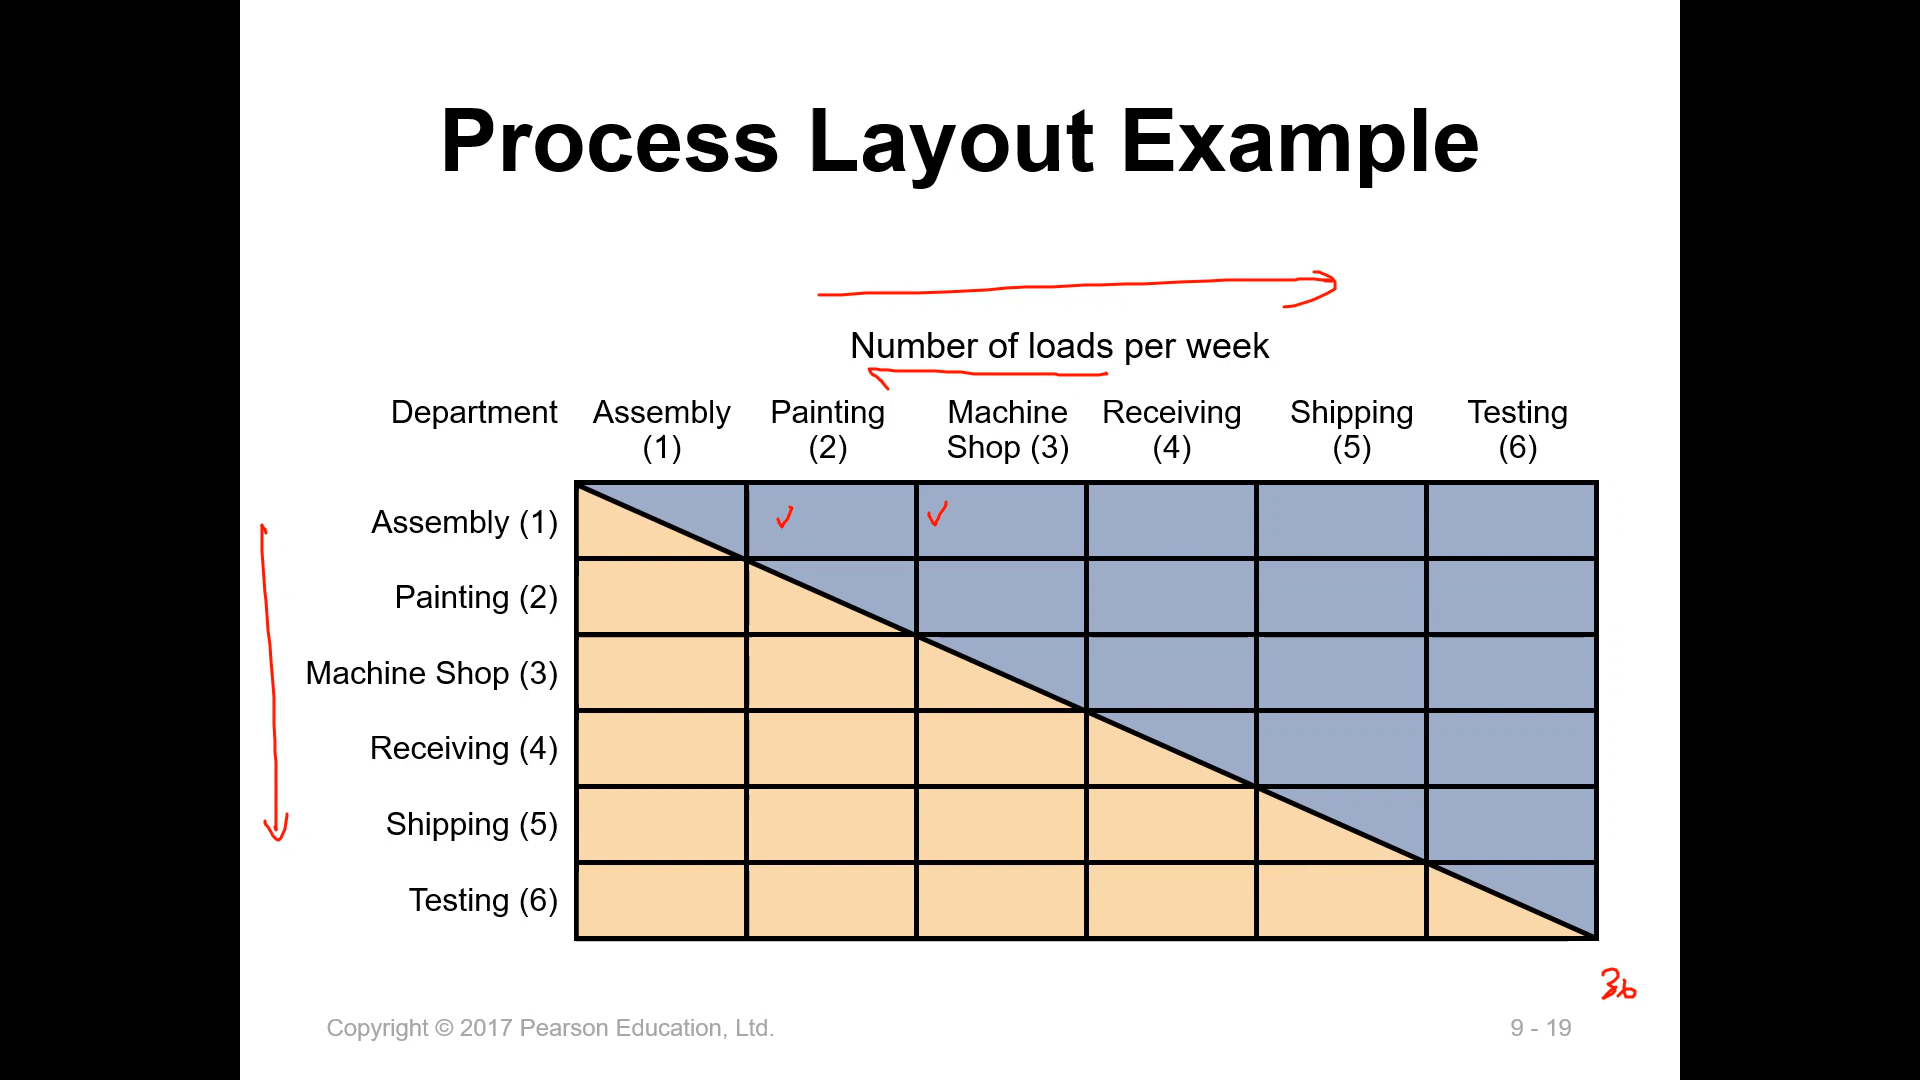 Process Layout Example
Number of loads per week
Department Assembly (1) Painting (2) Machine Shop (3) Receiving (4) Shipping (5) Testing (6)
Assembly (1) ✓ ✓
Painting (2)
Machine Shop (3)
Receiving (4)
Shipping (5)
Testing (6)
36
Copyright © 2017 Pearson Education, Ltd. 9 - 19